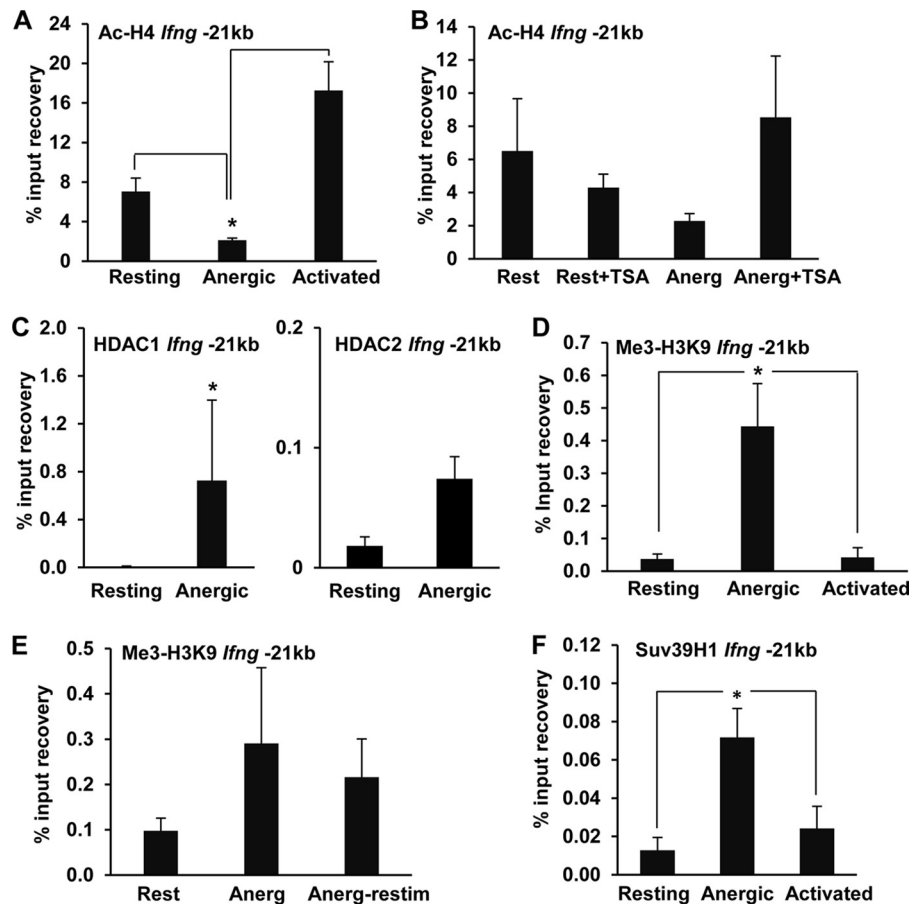 A
Ac-H4 Ifng -21kb
% input recovery
24
20
16
12
8
4
0
*
Resting Anergic Activated
B
Ac-H4 Ifng -21kb
% input recovery
14
12
10
8
6
4
2
0
Rest Rest+TSA Anerg Anerg+TSA
C
HDAC1 Ifng -21kb
% input recovery
2.0
1.6
1.2
0.8
0.4
0.0
*
Resting Anergic
HDAC2 Ifng -21kb
0.2
0.1
0
Resting Anergic
D
Me3-H3K9 Ifng -21kb
% Input recovery
0.7
0.6
0.5
0.4
0.3
0.2
0.1
0.0
*
Resting Anergic Activated
E
Me3-H3K9 Ifng -21kb
% input recovery
0.5
0.4
0.3
0.2
0.1
0.0
Rest Anerg Anerg-restim
F
Suv39H1 Ifng -21kb
% input recovery
0.12
0.10
0.08
0.06
0.04
0.02
0.00
*
Resting Anergic Activated